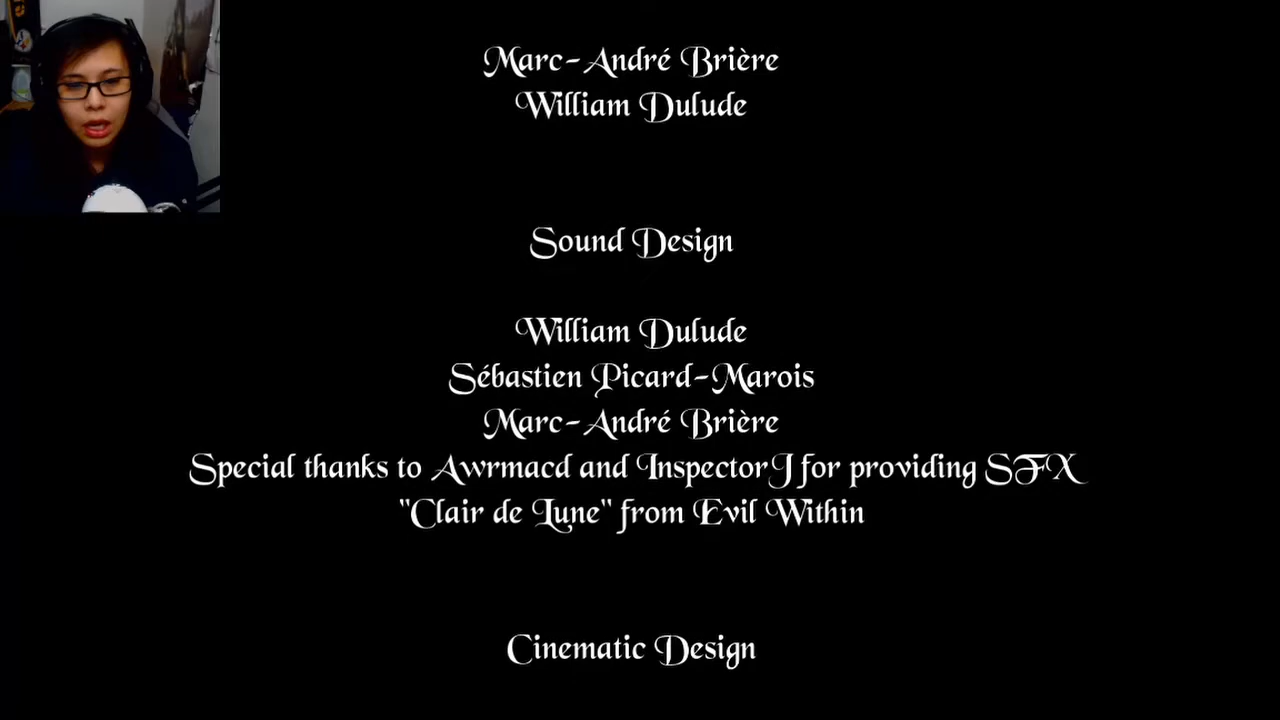 Marc-André Brière
William Dulude
Sound Design
William Dulude
Sébastien Picard-Marois
Marc-André Brière
Special thanks to Awrmacd and InspectorJ for providing SFX
"Clair de Lune" from Evil Within
Cinematic Design